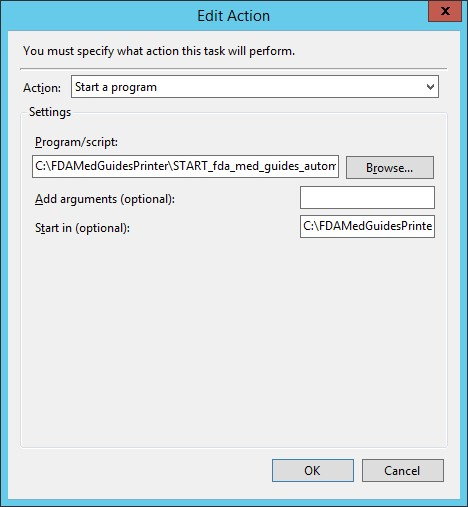 Edit Action
x
You must specify what action this task will perform.
Action: Start a program
Settings
Program/script:
C:\FDAMedGuidesPrinter\START_fda_med_guides_autom Browse...
Add arguments (optional):
Start in (optional): C:\FDAMedGuidesPrinte
OK Cancel